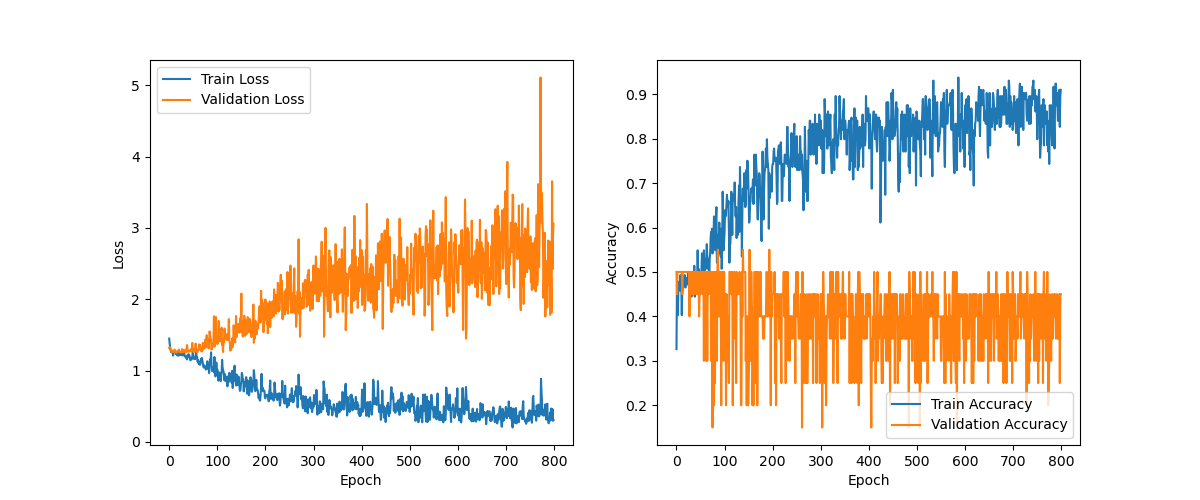 Train Loss
Validation Loss
5
4
3
2
1
0
Loss
0 100 200 300 400 500 600 700 800
Epoch
0.9
0.8
0.7
0.6
0.5
0.4
0.3
0.2
Accuracy
Train Accuracy
Validation Accuracy
0 100 200 300 400 500 600 700 800
Epoch